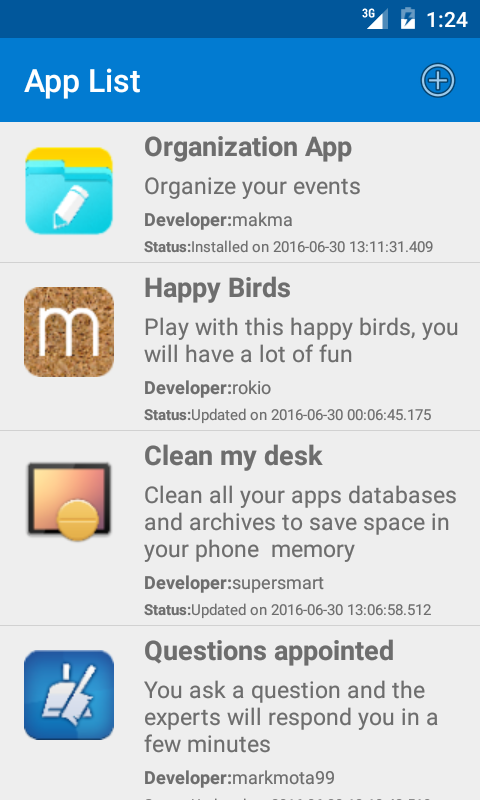 3G 1:24
App List
Organization App
Organize your events
Developer:makma
Status:Installed on 2016-06-30 13:11:31.409
m
Happy Birds
Play with this happy birds, you
will have a lot of fun
Developer:rokio
Status:Updated on 2016-06-30 00:06:45.175
Clean my desk
Clean all your apps databases
and archives to save space in
your phone  memory
Developer:supersmart
Status:Updated on 2016-06-30 13:06:58.512
Questions appointed
You ask a question and the
experts will respond you in a
few minutes
Developer:markmota99